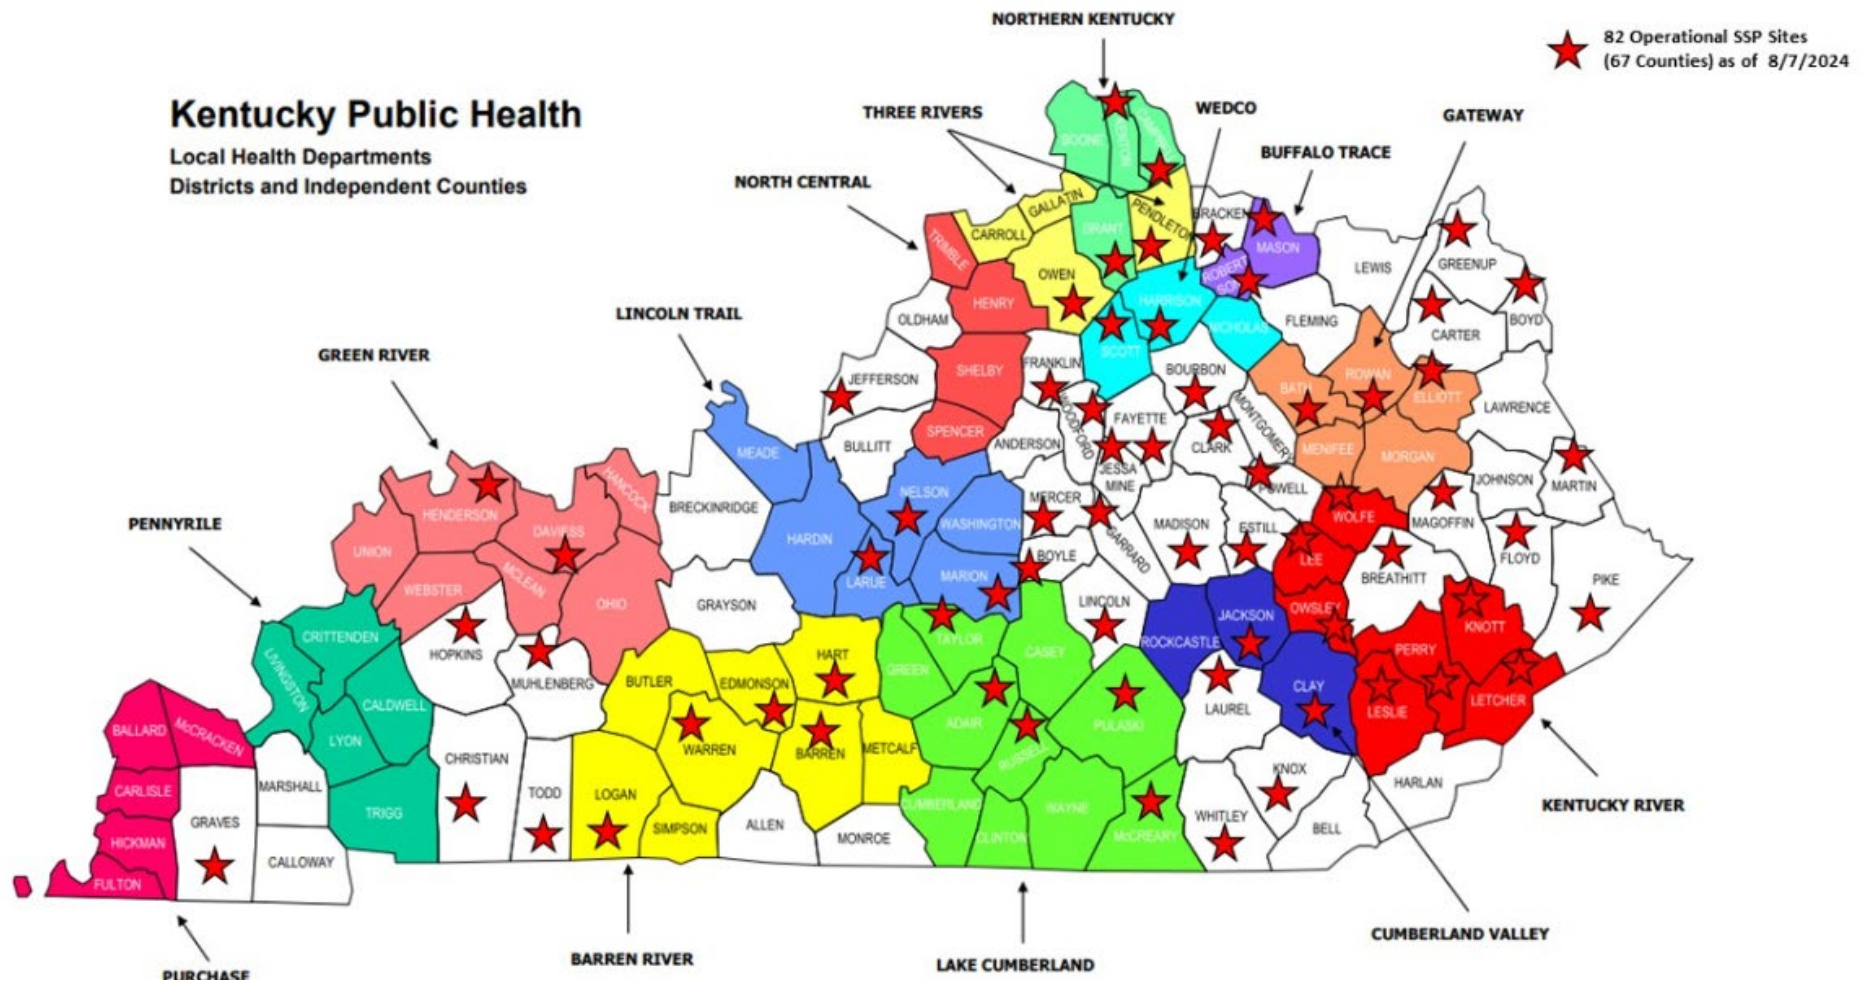 NORTHERN KENTUCKY
82 Operational SSP Sites
(67 Counties) as of 8/7/2024
Kentucky Public Health
Local Health Departments
Districts and Independent Counties
THREE RIVERS
WEDCO
GATEWAY
BUFFALO TRACE
NORTH CENTRAL
LINCOLN TRAIL
GREEN RIVER
PENNYRILE
BOONE
KENTON
CAMPBELL
GALLATIN
PENDLETON
BRACKEN
MASON
CARROLL
GRANT
TRIMBLE
OWEN
ROBERT
SON
LEWIS
GREENUP
HENRY
HARRISON
OLDHAM
NICHOLAS
FLEMING
BOYD
CARTER
SCOTT
FRANKLIN
SHELBY
JEFFERSON
BOURBON
ROWAN
BATH
ELLIOTT
LAWRENCE
WOODFORD
FAYETTE
MONTGOMERY
SPENCER
ANDERSON
BULLITT
CLARK
MENIFEE
MORGAN
MEADE
JESSA
MINE
POWELL
JOHNSON
MARTIN
HANCOCK
NELSON
MERCER
BRECKINRIDGE
HENDERSON
DAVIESS
WASHINGTON
MADISON
ESTILL
WOLFE
MAGOFFIN
HARDIN
GARRARD
UNION
BOYLE
LEE
FLOYD
WEBSTER
MCLEAN
LARUE
MARION
BREATHITT
PIKE
OHIO
GRAYSON
LINCOLN
JACKSON
OWSLEY
KNOTT
CRITTENDEN
HOPKINS
TAYLOR
ROCKCASTLE
PERRY
LIVINGSTON
MUHLENBERG
BUTLER
EDMONSON
HART
GREEN
CASEY
CLAY
LETCHER
CALDWELL
LAUREL
LESLIE
BALLARD
McCRACKEN
LYON
ADAIR
PULASKI
WARREN
BARREN
METCALF
RUSSELL
CHRISTIAN
MARSHALL
KNOX
HARLAN
CARLISLE
TODD
LOGAN
CUMBERLAND
WAYNE
KENTUCKY RIVER
TRIGG
GRAVES
WHITLEY
HICKMAN
SIMPSON
ALLEN
MONROE
CLINTON
McCREARY
BELL
CALLOWAY
FULTON
PURCHASE
BARREN RIVER
LAKE CUMBERLAND
CUMBERLAND VALLEY